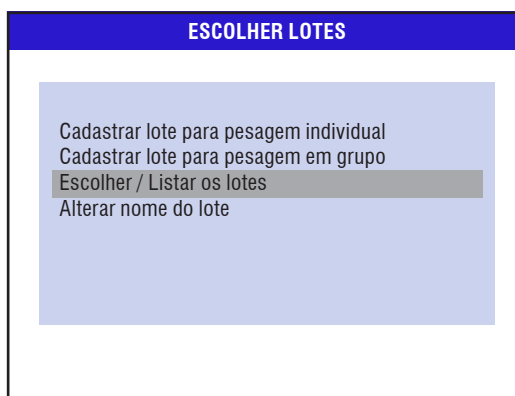 ESCOLHER LOTES
Cadastrar lote para pesagem individual
Cadastrar lote para pesagem em grupo
Escolher / Listar os lotes
Alterar nome do lote